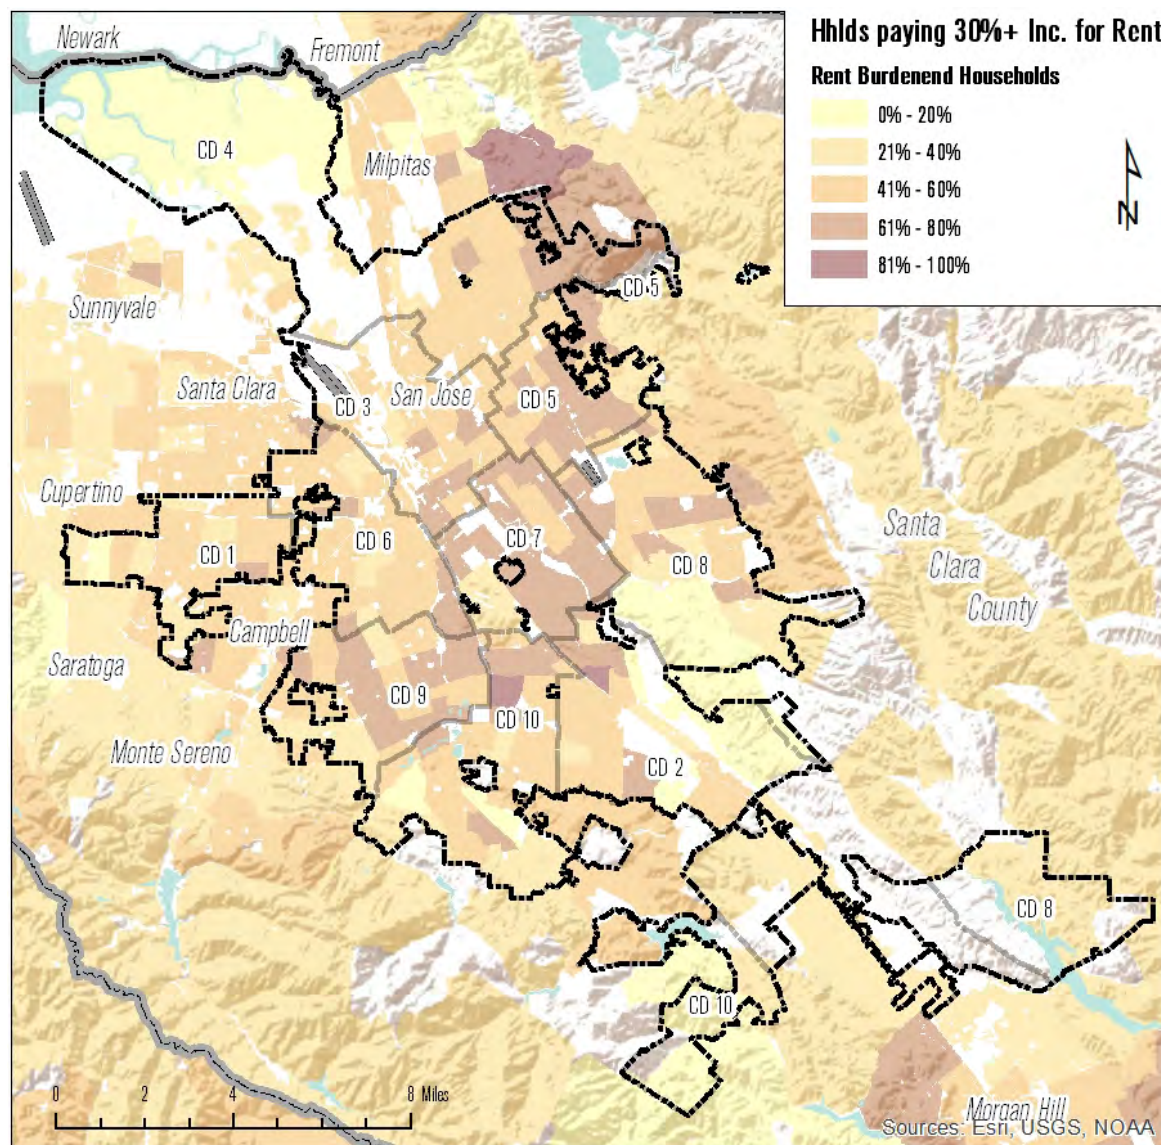 Hhlds paying 30%+ Inc. for Rent
Rent Burdenend Households
0% - 20%
21% - 40%
41% - 60%
61% - 80%
81% - 100%
N
Newark
Fremont
CD 4
Milpitas
CD 5
Sunnyvale
Santa Clara
CD 3
San Jose
CD 5
Cupertino
CD 1
CD 6
CD 7
CD 8
Santa
Clara
County
Campbell
Saratoga
CD 9
CD 10
Monte Sereno
CD 2
CD 8
CD 10
0 2 4 8 Miles
Morgan Hill
Sources: Esri, USGS, NOAA